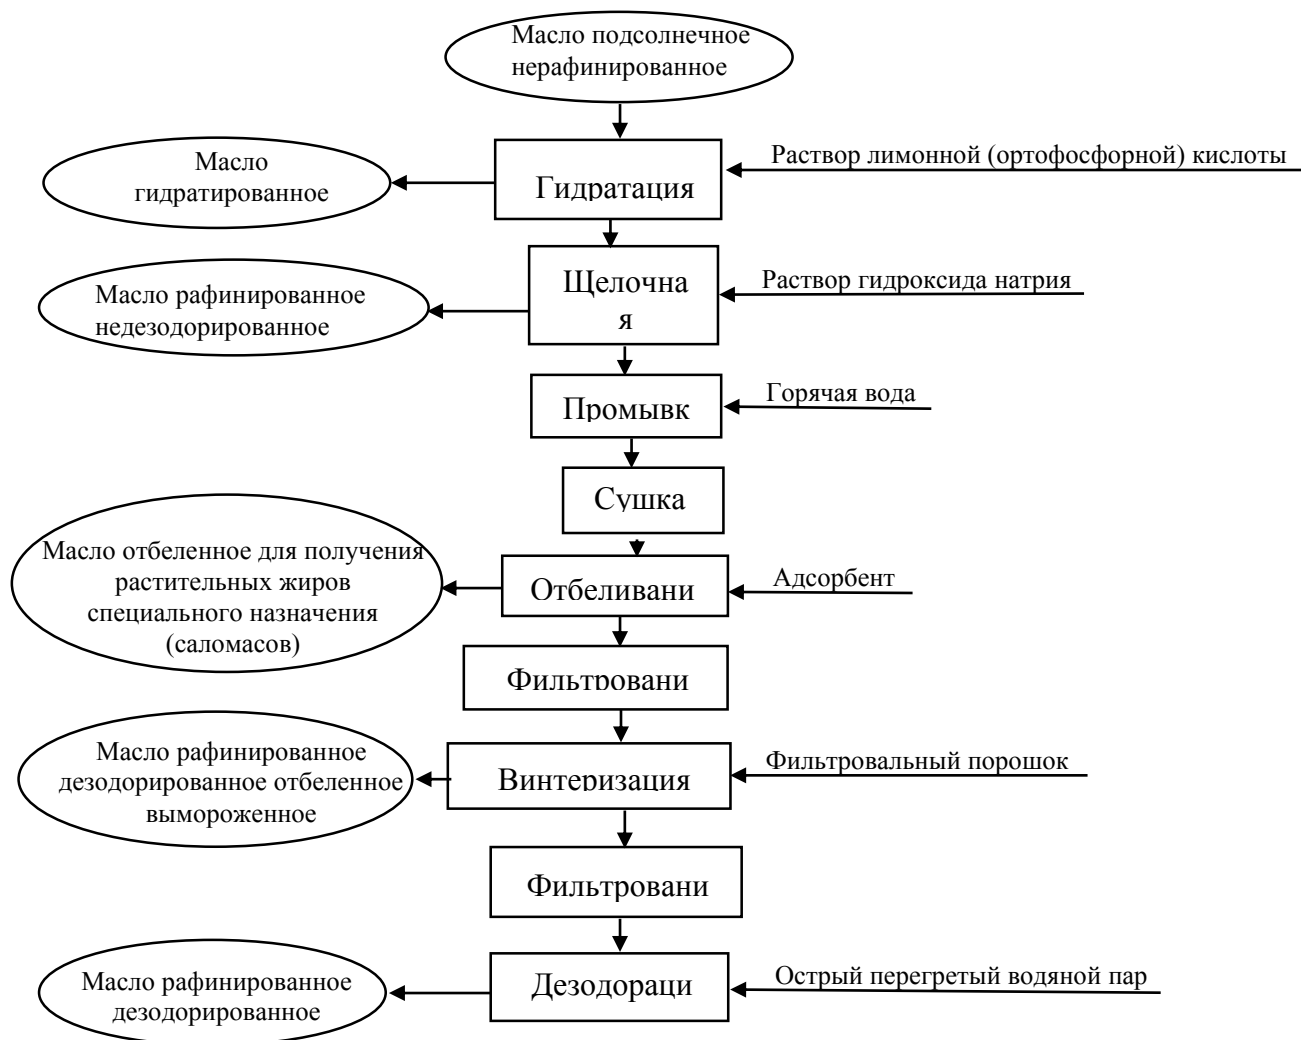 Масло подсолнечное
нерафинированное
Раствор лимонной (ортофосфорной) кислоты
Масло
гидратированное
Гидратация
Щелочна
я
Раствор гидроксида натрия
Масло рафинированное
недезодорированное
Промывк
Горячая вода
Сушка
Масло отбеленное для получения
растительных жиров
специального назначения
(саломасов)
Отбеливани
Адсорбент
Фильтровани
Масло рафинированное
дезодорированное отбеленное
вымороженное
Винтеризация
Фильтровальный порошок
Фильтровани
Масло рафинированное
дезодорированное
Дезодораци
Острый перегретый водяной пар